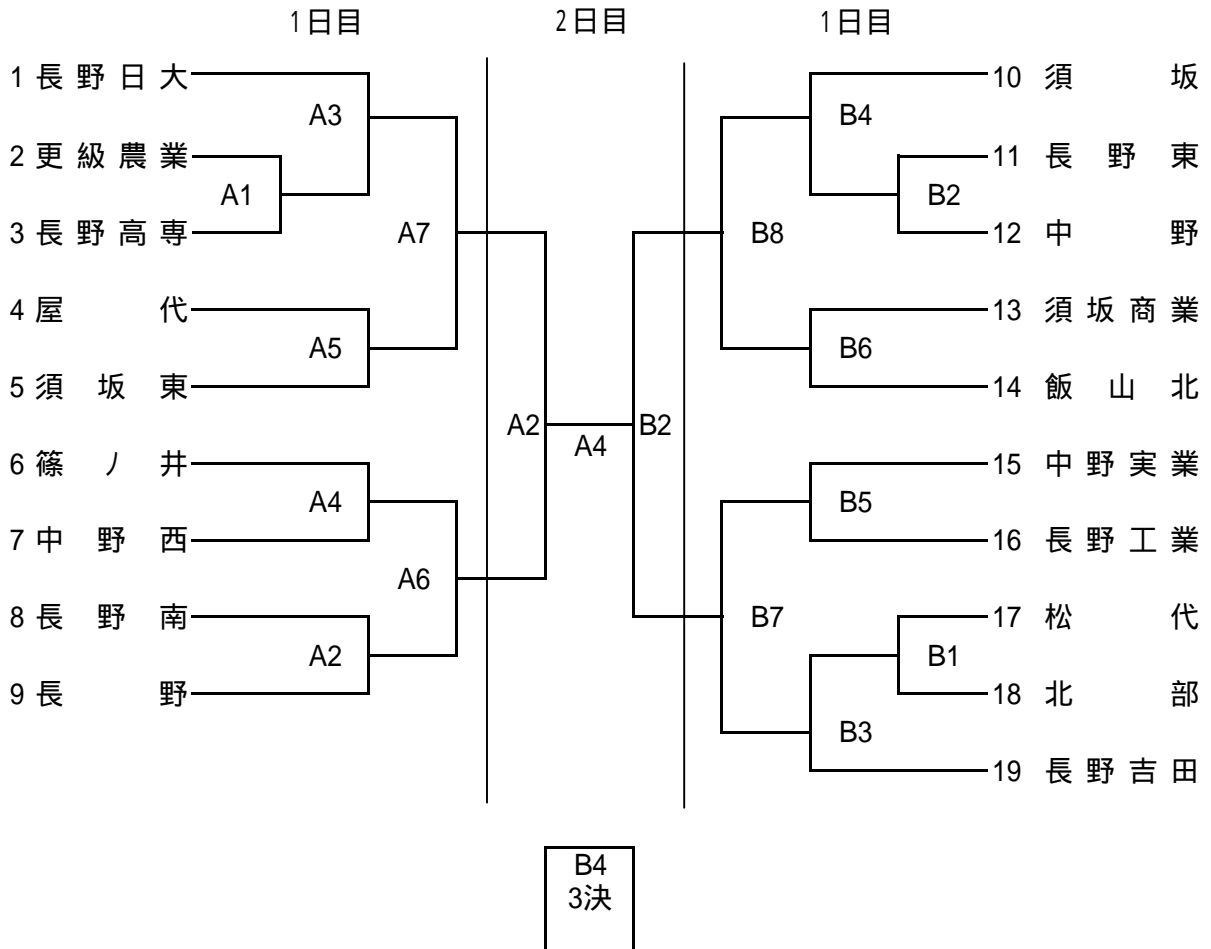 1日目 2日目 1日目
1 長野日大 10 須坂
A3 B4
2 更級農業 11 長野東
A1 B2
3 長野高専 12 中野
A7 B8
4 屋代 13 須坂商業
A5 B6
5 須坂東 14 飯山北
A2 A4 B2
6 篠ノ井 15 中野実業
A4 B5
7 中野西 16 長野工業
A6
8 長野南 B7 17 松代
A2 B1
9 長野 18 北部
B3
19 長野吉田
B4
3決